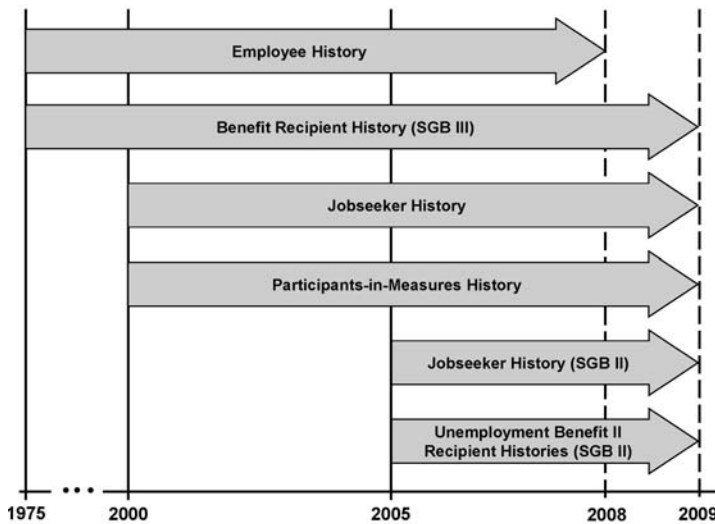 Employee History
Benefit Recipient History (SGB III)
Jobseeker History
Participants-in-Measures History
Jobseeker History (SGB II)
Unemployment Benefit II
Recipient Histories (SGB II)
1975 ••• 2000 2005 2008 2009